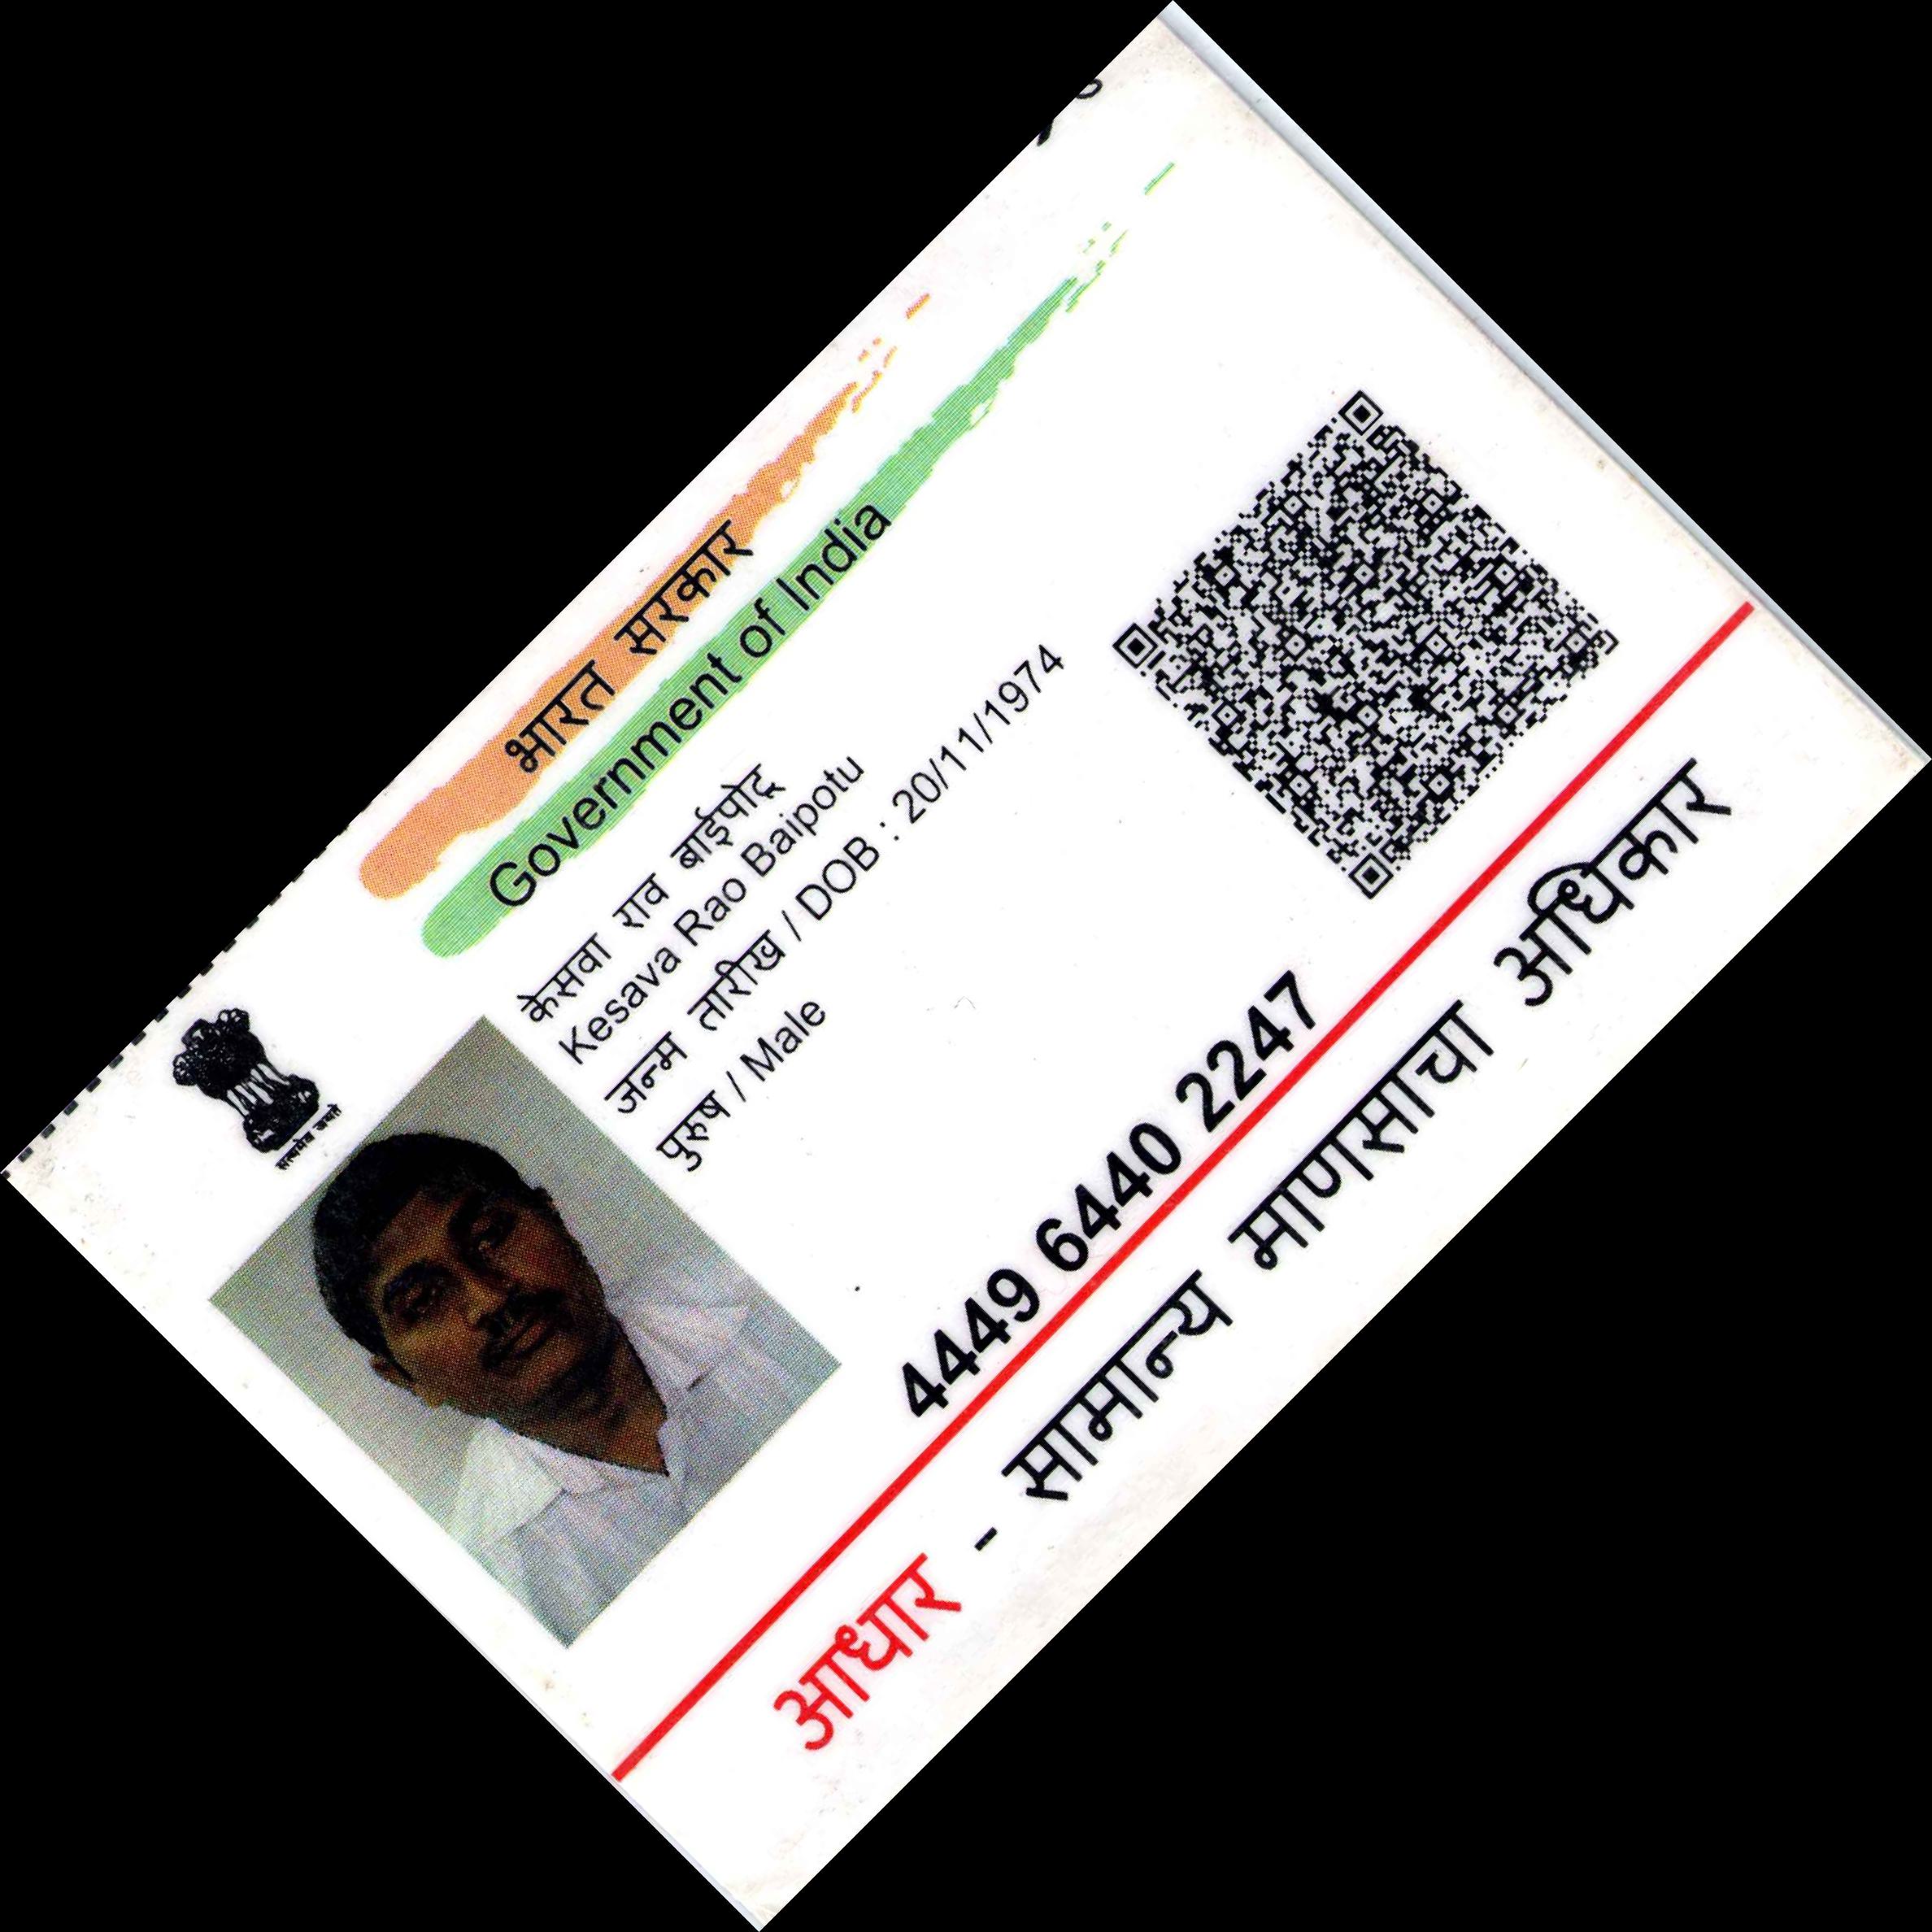 भारत सरकार
Government of India
सत्यमेव जयते
केसवा राव बाईपोटू
Kesava Rao Baipotu
जन्म तारीख / DOB : 20/11/1974
पुरुष / Male
4449 6440 2247
आधार - सामान्य माणसाचा अधिकार